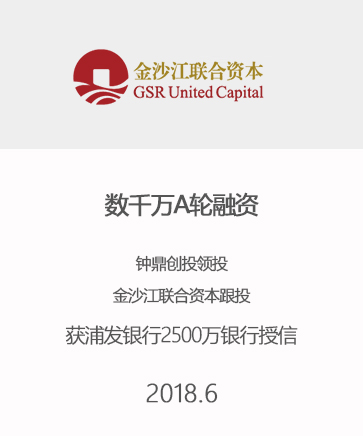 金沙江联合资本
GSR United Capital
数千万A轮融资
钟鼎创投领投
金沙江联合资本跟投
获浦发银行2500万银行授信
2018.6